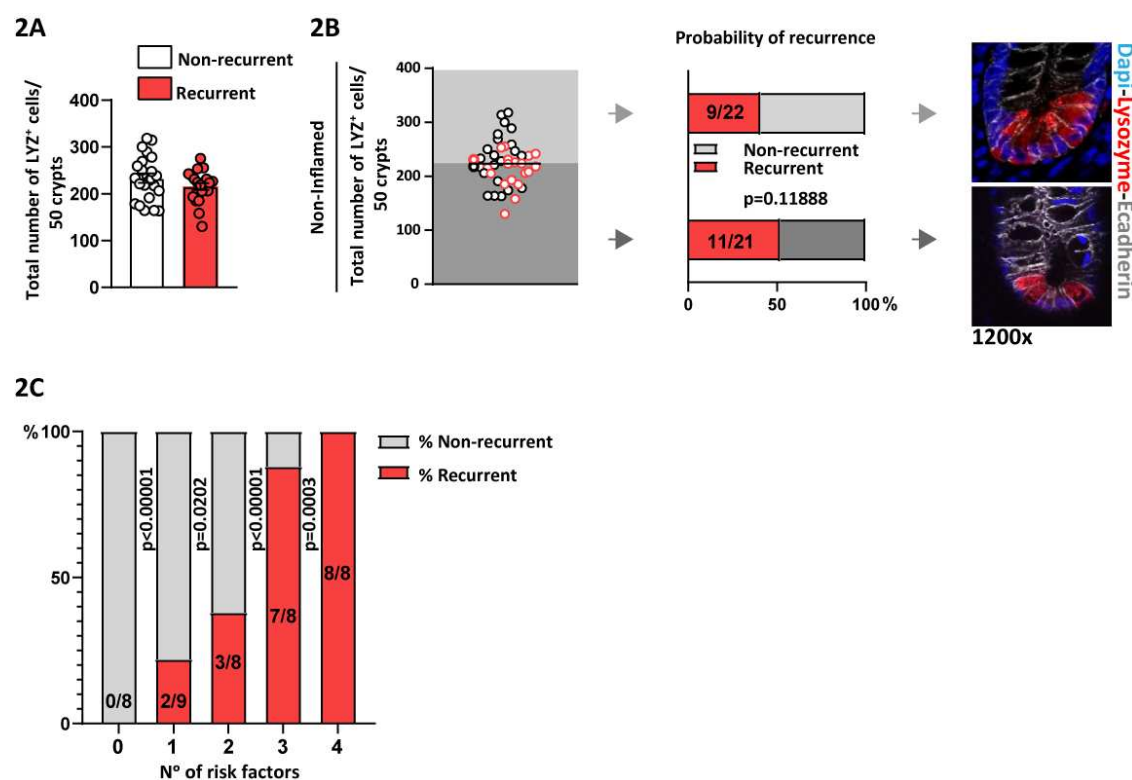 2A
Non-recurrent
Recurrent
Total number of LYZ⁺ cells/
50 crypts
400
300
200
100
0
2B
Non-Inflamed
Total number of LYZ⁺ cells/
50 crypts
400
300
200
100
0
Probability of recurrence
9/22
Non-recurrent
Recurrent
p=0.11888
11/21
0
50
100 %
1200x
Dapi-Lysozyme-Ecadherin
2C
% 100
50
0
0/8
p<0.00001
2/9
p=0.0202
3/8
p<0.00001
7/8
p=0.0003
8/8
% Non-recurrent
% Recurrent
0
1
2
3
4
N° of risk factors